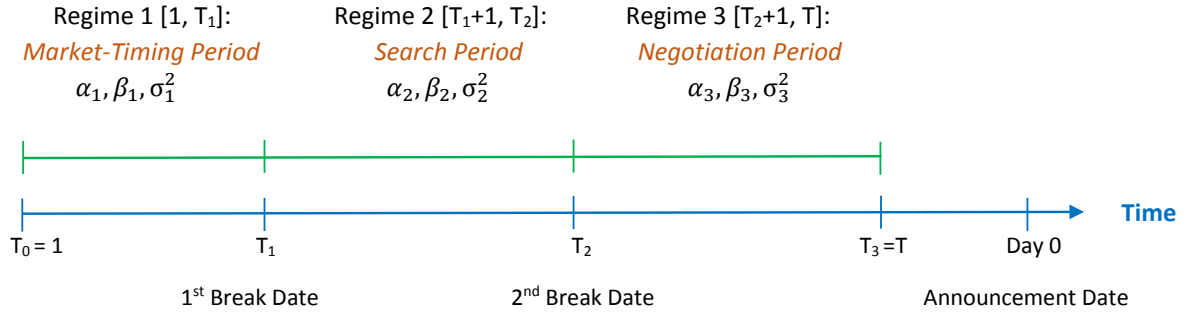 Regime 1 [1, T₁]: Regime 2 [T₁+1, T₂]: Regime 3 [T₂+1, T]:
Market-Timing Period Search Period Negotiation Period
α₁, β₁, σ₁² α₂, β₂, σ₂² α₃, β₃, σ₃²
Time
T₀ = 1 T₁ T₂ T₃ =T Day 0
1ˢᵗ Break Date 2ⁿᵈ Break Date Announcement Date